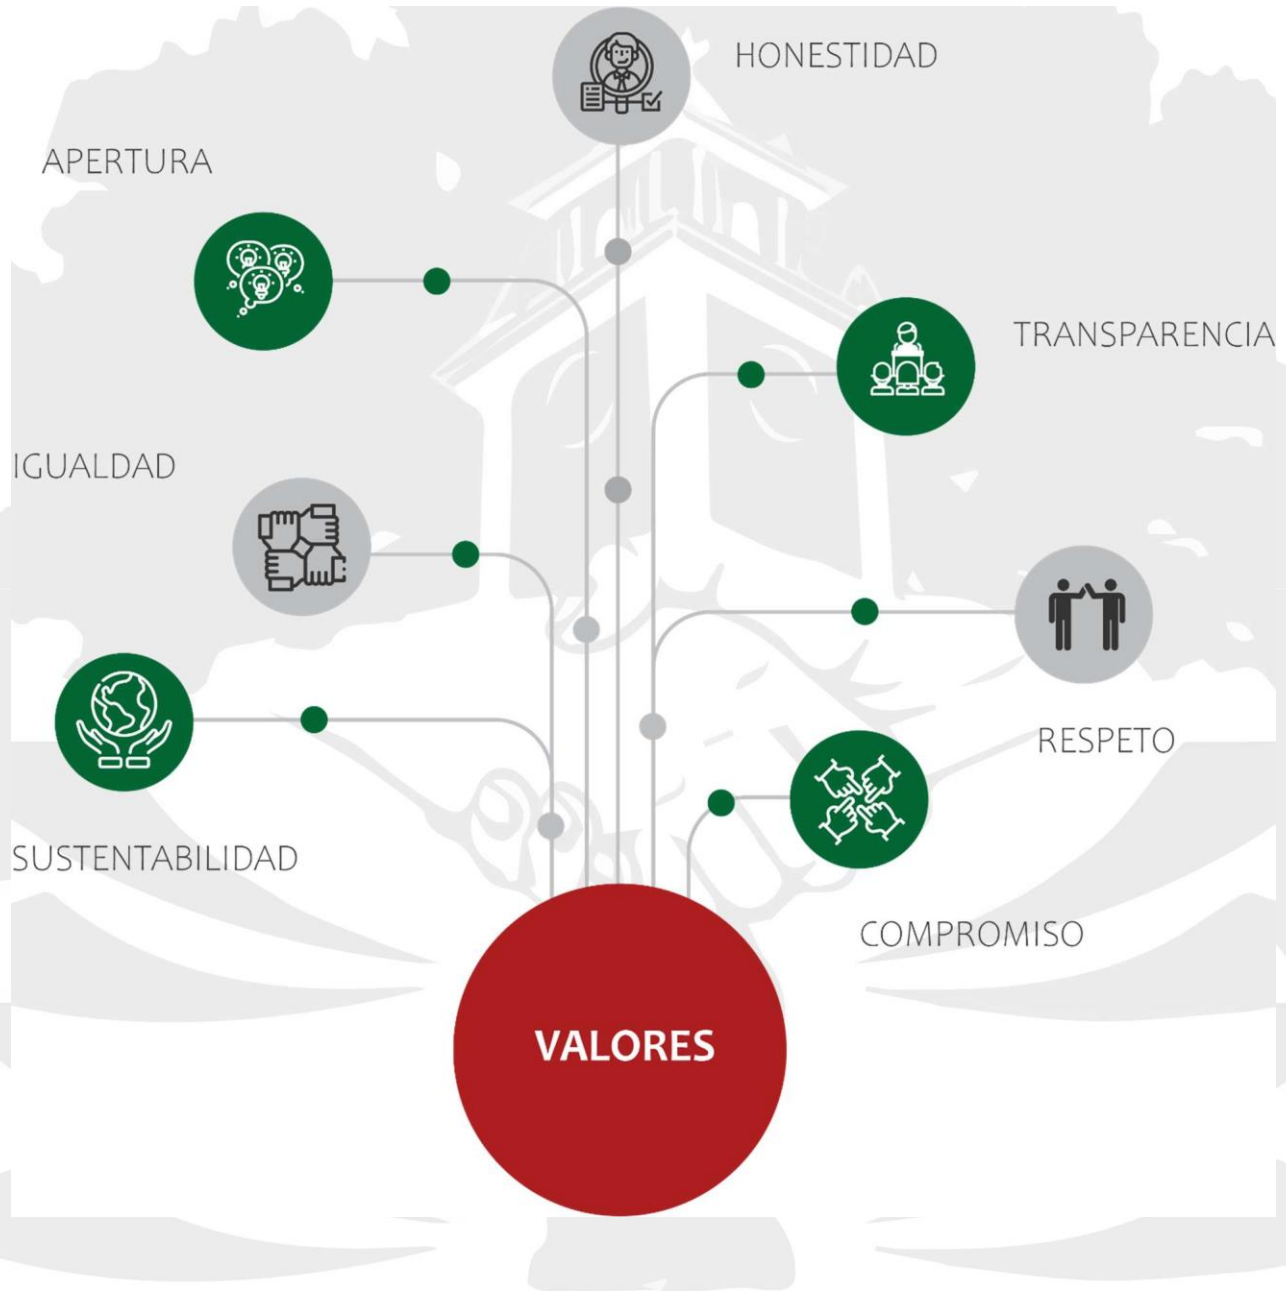 HONESTIDAD
APERTURA
TRANSPARENCIA
IGUALDAD
RESPETO
SUSTENTABILIDAD
COMPROMISO
VALORES